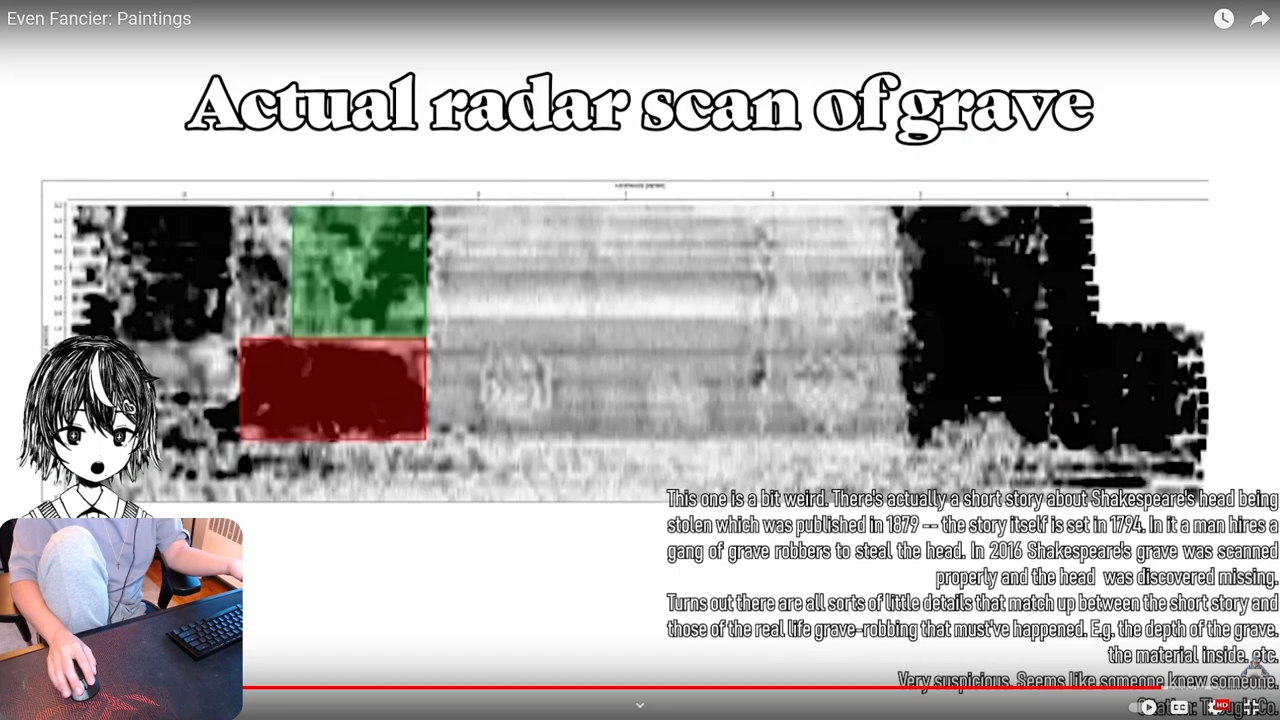 Even Fancier: Paintings
Actual radar scan of grave
This one is a bit weird. There's actually a short story about Shakespeare's head being
stolen which was published in 1879 -- the story itself is set in 1794. In it a man hires a
gang of grave robbers to steal the head. In 2016 Shakespeare's grave was scanned
properly and the head was discovered missing.
Turns out there are all sorts of little details that match up between the short story and
those of the real life grave-robbing that must've happened. E.g. the depth of the grave,
the material inside, etc.
Very suspicious. Seems like someone knew someone.
Citation: ThoughtCo.
CC
HD